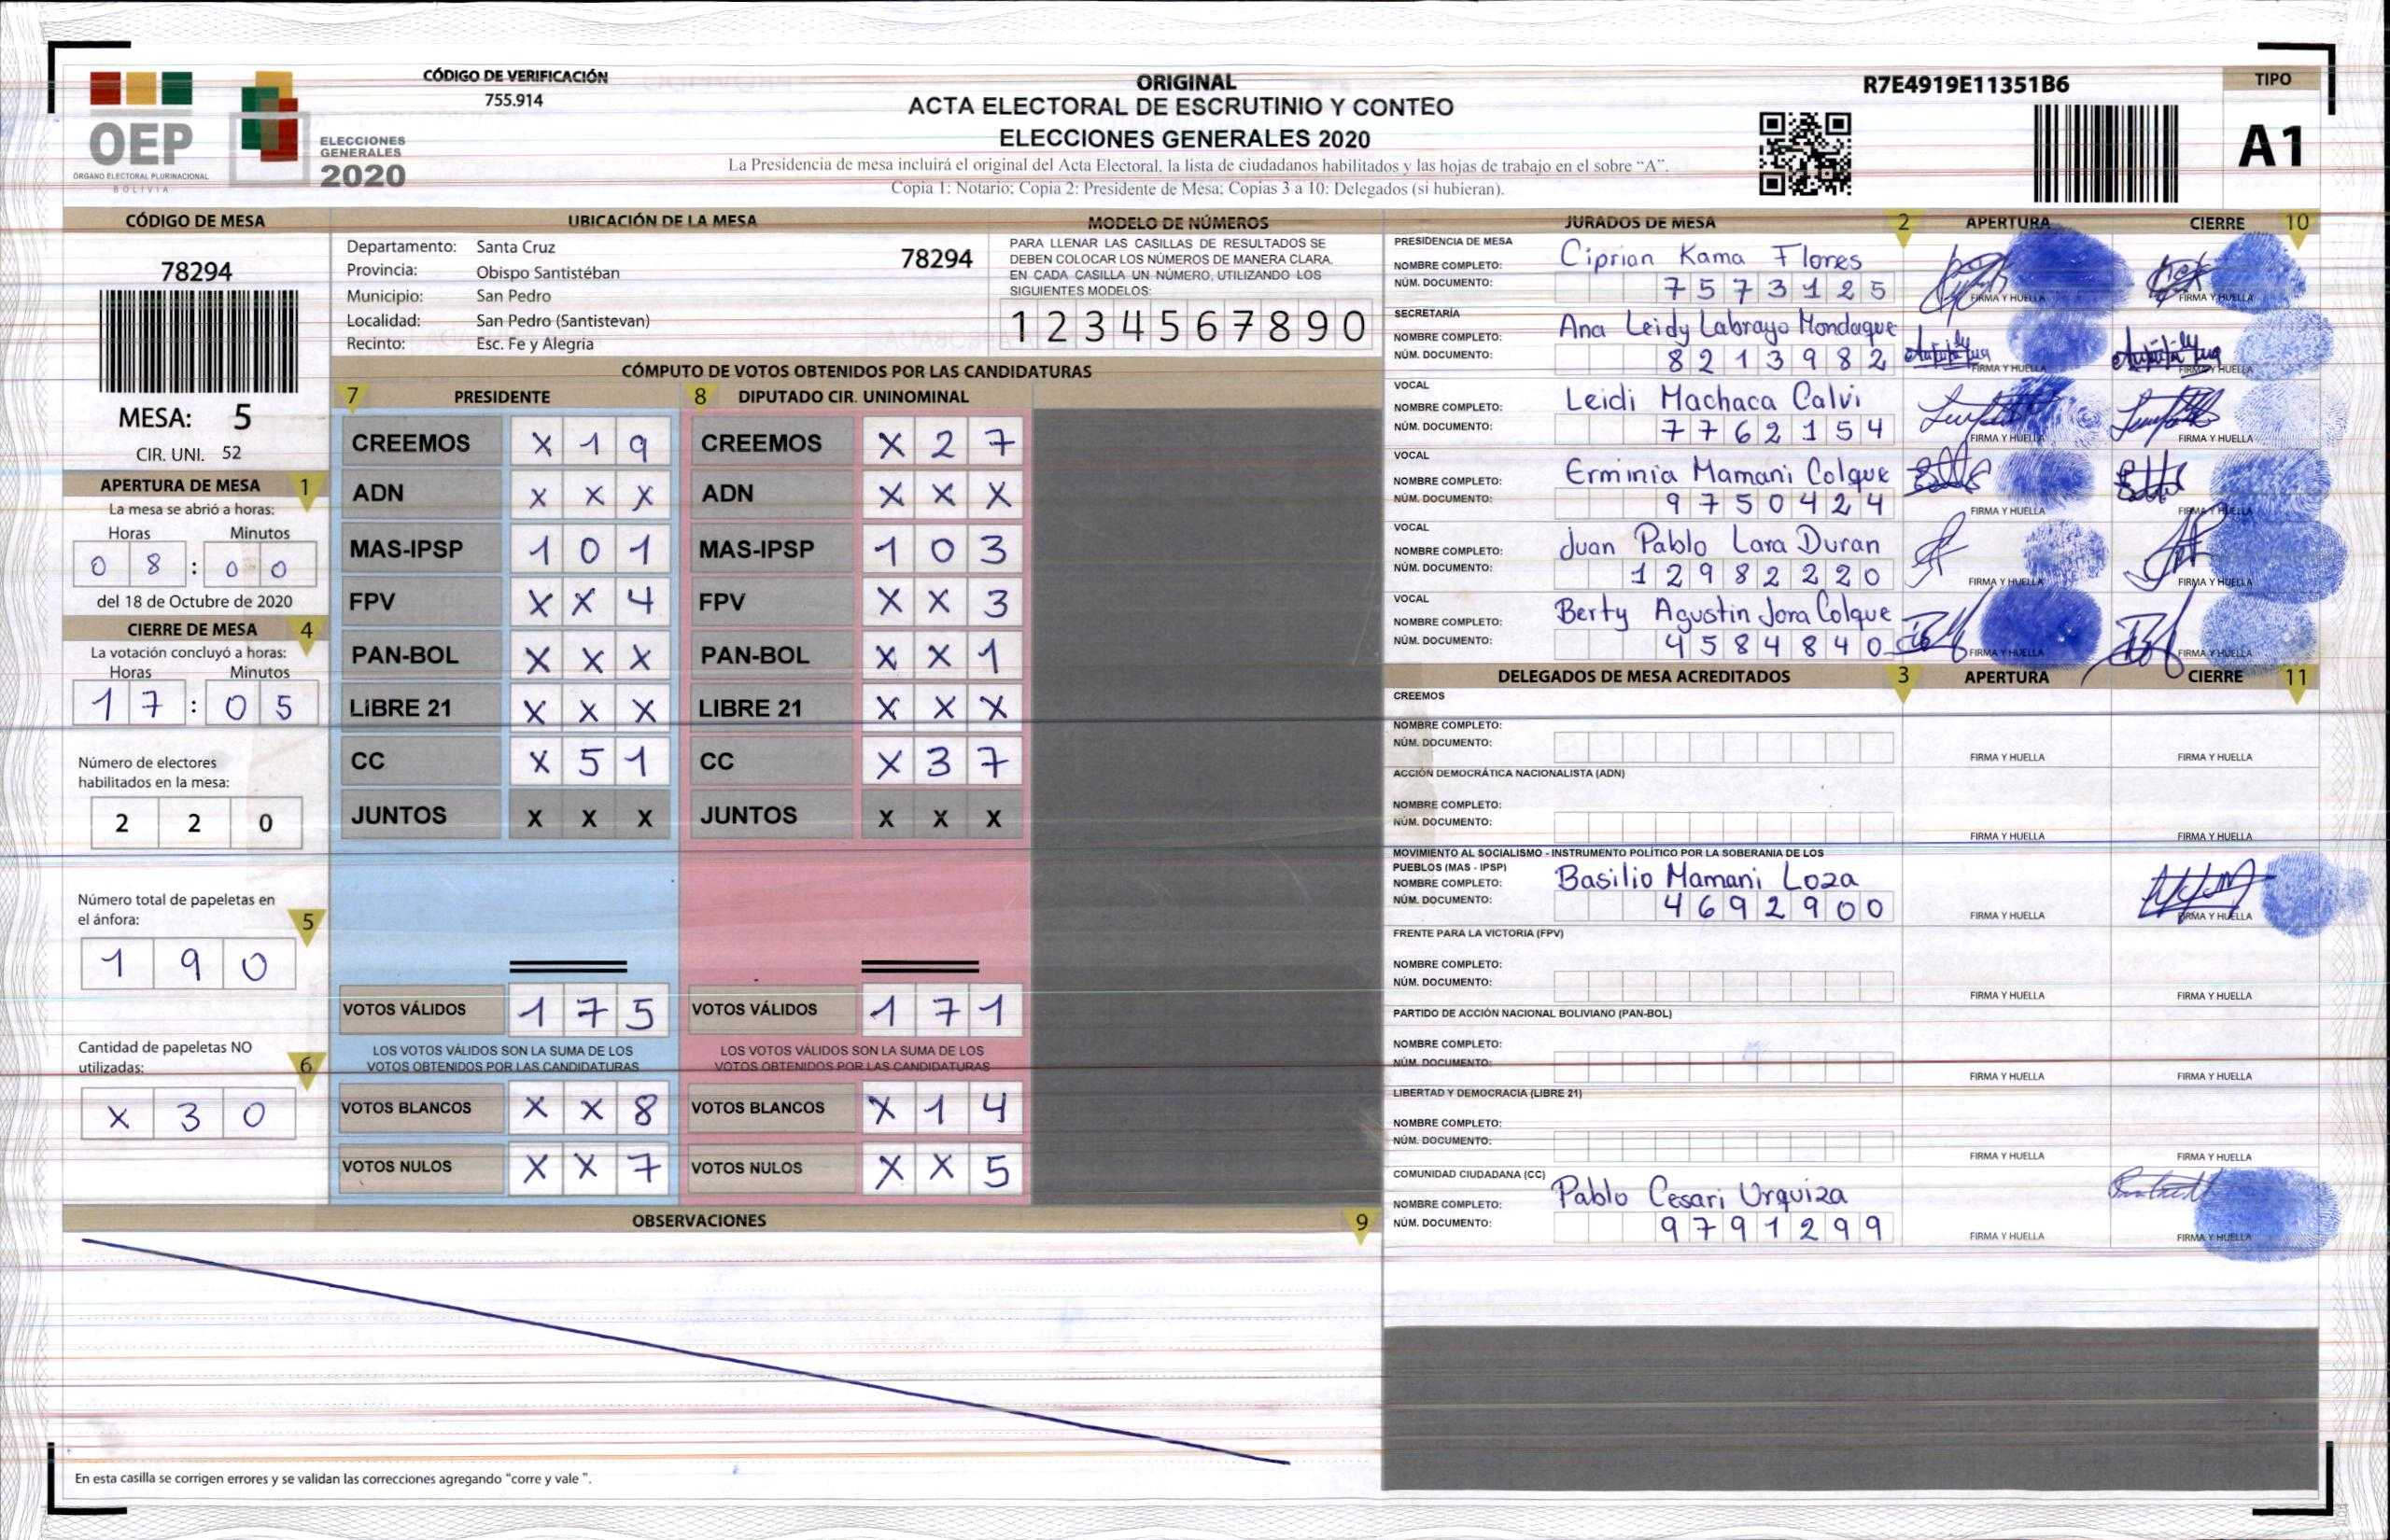 CÓDIGO DE VERIFICACIÓN
755.914
OEP
ÓRGANO ELECTORAL PLURINACIONAL
BOLIVIA
ELECCIONES
GENERALES
2020
ORIGINAL
ACTA ELECTORAL DE ESCRUTINIO Y CONTEO
ELECCIONES GENERALES 2020
La Presidencia de mesa incluirá el original del Acta Electoral, la lista de ciudadanos habilitados y las hojas de trabajo en el sobre “A”.
Copia 1: Notario; Copia 2: Presidente de Mesa; Copias 3 a 10: Delegados (si hubieran).
R7E4919E11351B6
TIPO
A1
CÓDIGO DE MESA
78294
MESA: 5
CIR. UNI. 52
APERTURA DE MESA 1
La mesa se abrió a horas:
Horas Minutos
0 8 : 0 0
del 18 de Octubre de 2020
CIERRE DE MESA 4
La votación concluyó a horas:
Horas Minutos
1 7 : 0 5
Número de electores
habilitados en la mesa:
2 2 0
Número total de papeletas en
el ánfora: 5
1 9 0
Cantidad de papeletas NO
utilizadas: 6
X 3 0
UBICACIÓN DE LA MESA
Departamento: Santa Cruz 78294
Provincia: Obispo Santistéban
Municipio: San Pedro
Localidad: San Pedro (Santistevan)
Recinto: Esc. Fe y Alegria
MODELO DE NÚMEROS
PARA LLENAR LAS CASILLAS DE RESULTADOS SE
DEBEN COLOCAR LOS NÚMEROS DE MANERA CLARA.
EN CADA CASILLA UN NÚMERO, UTILIZANDO LOS
SIGUIENTES MODELOS:
1 2 3 4 5 6 7 8 9 0
CÓMPUTO DE VOTOS OBTENIDOS POR LAS CANDIDATURAS
7 PRESIDENTE 8 DIPUTADO CIR. UNINOMINAL
CREEMOS X 1 9 CREEMOS X 2 7
ADN X X X ADN X X X
MAS-IPSP 1 0 1 MAS-IPSP 1 0 3
FPV X X 4 FPV X X 3
PAN-BOL X X X PAN-BOL X X 1
LIBRE 21 X X X LIBRE 21 X X X
CC X 5 1 CC X 3 7
JUNTOS X X X JUNTOS X X X
VOTOS VÁLIDOS 1 7 5 VOTOS VÁLIDOS 1 7 1
LOS VOTOS VÁLIDOS SON LA SUMA DE LOS LOS VOTOS VÁLIDOS SON LA SUMA DE LOS
VOTOS OBTENIDOS POR LAS CANDIDATURAS VOTOS OBTENIDOS POR LAS CANDIDATURAS
VOTOS BLANCOS X X 8 VOTOS BLANCOS X 1 4
VOTOS NULOS X X 7 VOTOS NULOS X X 5
OBSERVACIONES 9
En esta casilla se corrigen errores y se validan las correcciones agregando “corre y vale ”.
JURADOS DE MESA 2 APERTURA CIERRE 10
PRESIDENCIA DE MESA
NOMBRE COMPLETO: Ciprian Kama Flores
NÚM. DOCUMENTO: 7573125 FIRMA Y HUELLA FIRMA Y HUELLA
SECRETARÍA
NOMBRE COMPLETO: Ana Leidy Labrayo Mondaque
NÚM. DOCUMENTO: 8213982 FIRMA Y HUELLA FIRMA Y HUELLA
VOCAL
NOMBRE COMPLETO: Leidi Machaca Calvi
NÚM. DOCUMENTO: 7762154 FIRMA Y HUELLA FIRMA Y HUELLA
VOCAL
NOMBRE COMPLETO: Erminia Mamani Colque
NÚM. DOCUMENTO: 9750424 FIRMA Y HUELLA FIRMA Y HUELLA
VOCAL
NOMBRE COMPLETO: Juan Pablo Lara Duran
NÚM. DOCUMENTO: 12982220 FIRMA Y HUELLA FIRMA Y HUELLA
VOCAL
NOMBRE COMPLETO: Berty Agustin Jora Colque
NÚM. DOCUMENTO: 4584840 FIRMA Y HUELLA FIRMA Y HUELLA
DELEGADOS DE MESA ACREDITADOS 3 APERTURA CIERRE 11
CREEMOS
NOMBRE COMPLETO:
NÚM. DOCUMENTO: FIRMA Y HUELLA FIRMA Y HUELLA
ACCIÓN DEMOCRÁTICA NACIONALISTA (ADN)
NOMBRE COMPLETO:
NÚM. DOCUMENTO: FIRMA Y HUELLA FIRMA Y HUELLA
MOVIMIENTO AL SOCIALISMO - INSTRUMENTO POLÍTICO POR LA SOBERANIA DE LOS
PUEBLOS (MAS - IPSP)
NOMBRE COMPLETO: Basilio Mamani Loza
NÚM. DOCUMENTO: 4692900 FIRMA Y HUELLA FIRMA Y HUELLA
FRENTE PARA LA VICTORIA (FPV)
NOMBRE COMPLETO:
NÚM. DOCUMENTO: FIRMA Y HUELLA FIRMA Y HUELLA
PARTIDO DE ACCIÓN NACIONAL BOLIVIANO (PAN-BOL)
NOMBRE COMPLETO:
NÚM. DOCUMENTO: FIRMA Y HUELLA FIRMA Y HUELLA
LIBERTAD Y DEMOCRACIA (LIBRE 21)
NOMBRE COMPLETO:
NÚM. DOCUMENTO: FIRMA Y HUELLA FIRMA Y HUELLA
COMUNIDAD CIUDADANA (CC)
NOMBRE COMPLETO: Pablo Cesari Urquiza
NÚM. DOCUMENTO: 9791299 FIRMA Y HUELLA FIRMA Y HUELLA